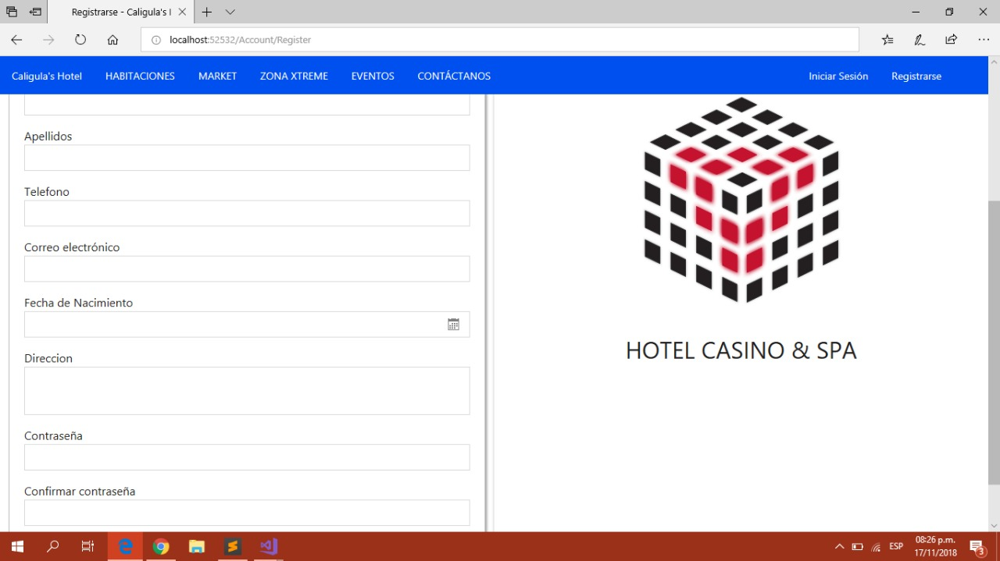 Registrarse - Caligula's H
localhost:52532/Account/Register
Caligula's Hotel HABITACIONES MARKET ZONA XTREME EVENTOS CONTÁCTANOS Iniciar Sesión Registrarse
Apellidos
Telefono
Correo electrónico
Fecha de Nacimiento
Direccion
Contraseña
Confirmar contraseña
HOTEL CASINO & SPA
ESP
08:26 p.m.
17/11/2018
3